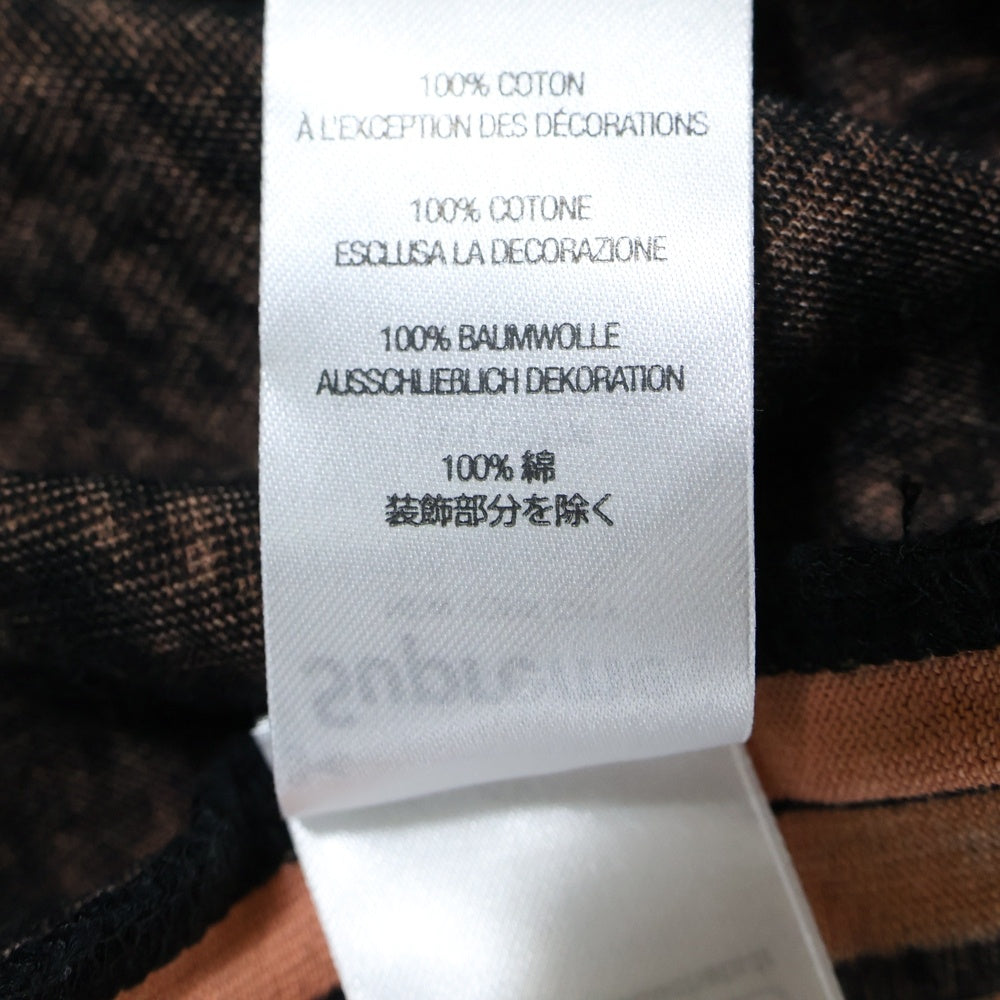 100% COTON
À L'EXCEPTION DES DÉCORATIONS
100% COTONE
ESCLUSA LA DECORAZIONE
100% BAUMWOLLE
AUSSCHLIEBLICH DEKORATION
100% 綿
装飾部分を除く